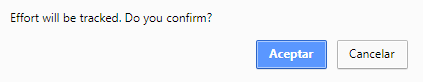 Effort will be tracked. Do you confirm?
Aceptar Cancelar